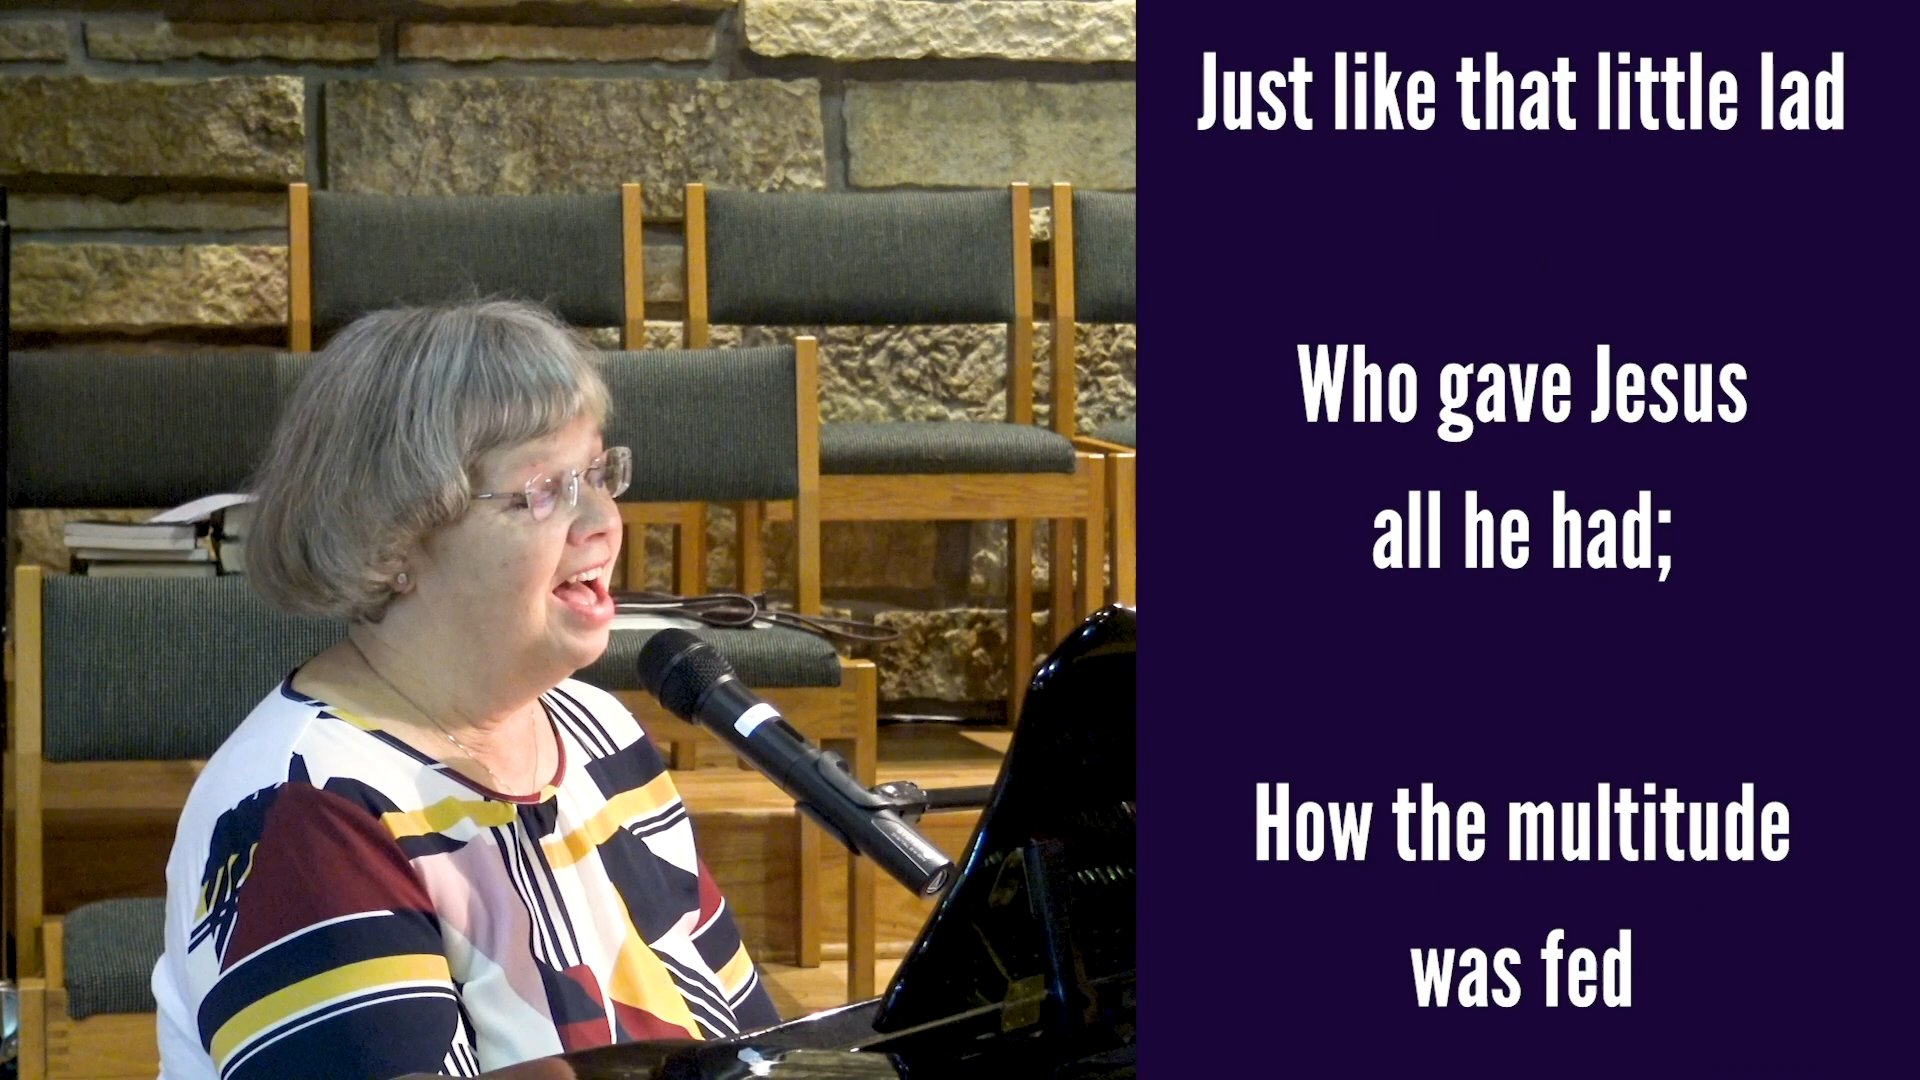 Just like that little lad
Who gave Jesus
all he had;
How the multitude
was fed